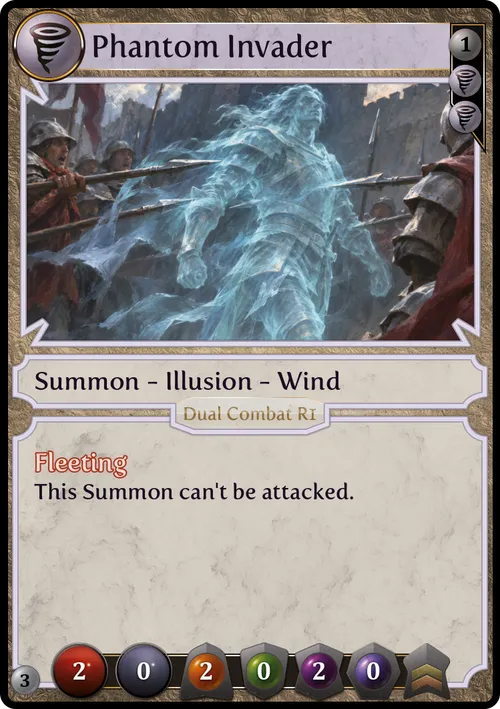 Phantom Invader
1
Summon - Illusion - Wind
Dual Combat R1
Fleeting
This Summon can't be attacked.
3 2* 0* 2 0 2 0